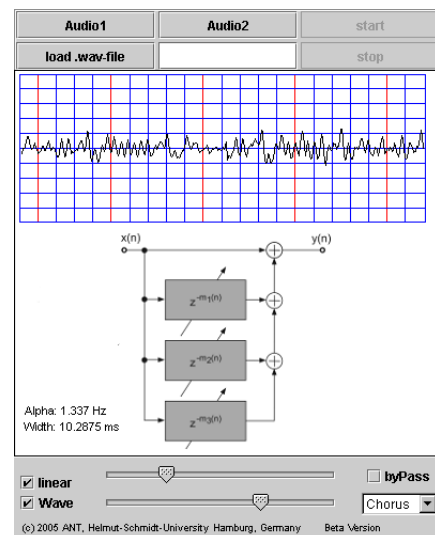 Audio1 Audio2 start
load .wav-file stop
x(n) y(n)
z^-m1(n)
z^-m2(n)
z^-m3(n)
Alpha: 1.337 Hz
Width: 10.2875 ms
linear byPass
Wave Chorus
(c) 2005 ANT, Helmut-Schmidt-University Hamburg, Germany Beta Version